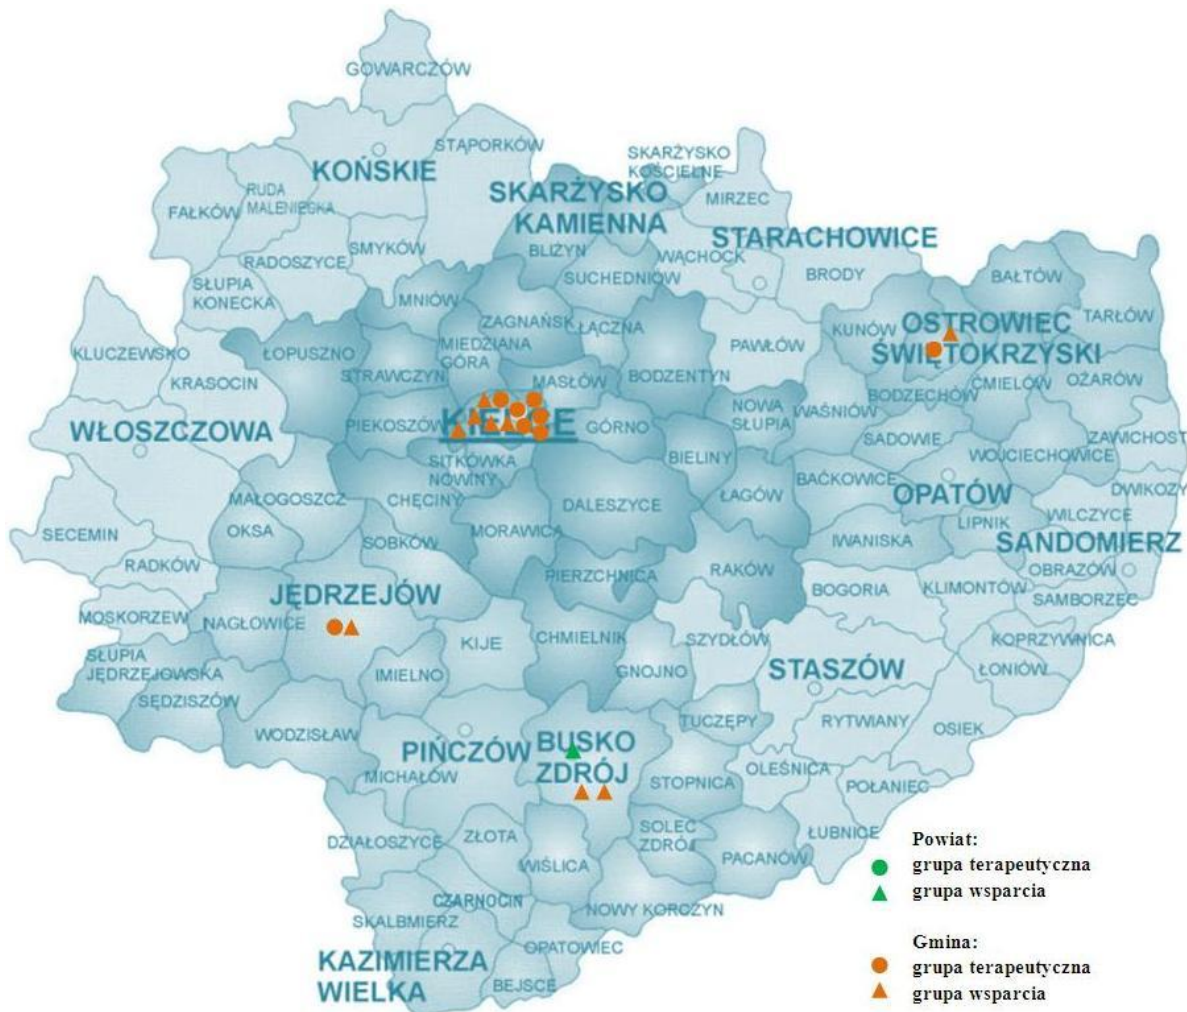 GOWARCZÓW
STĄPORKÓW
KOŃSKIE
SKARŻYSKO
KOŚCIELNE
RUDA
MALENIESKA
FAŁKÓW
SKARŻYSKO
KAMIENNA
MIRZEC
SMYKÓW
RADOSZYCE
BLIŻYN
STARACHOWICE
WĄCHOCK
SUCHEDNIÓW
BRODY
BAŁTÓW
SŁUPIA
KONECKA
MNIÓW
ZAGNAŃSK
ŁĄCZNA
KUNÓW
OSTROWIEC
ŚWIĘTOKRZYSKI
TARŁÓW
KLUCZEWSKO
ŁOPUSZNO
MIEDZIANA
GÓRA
PAWŁÓW
KRASOCIN
STRAWCZYN
MASŁÓW
BODZENTYN
BODZECHÓW
ĆMIELÓW
OŻARÓW
WŁOSZCZOWA
PIEKOSZÓW
KIELCE
GÓRNO
NOWA
SŁUPIA
WAŚNIÓW
SADOWIE
WOJCIECHOWICE
ZAWICHOST
SITKÓWKA
NOWINY
BIELINY
MAŁOGOSZCZ
CHĘCINY
DALESZYCE
ŁAGÓW
BAĆKOWICE
OPATÓW
DWIKOZY
SECEMIN
OKSA
MORAWICA
LIPNIK
WILCZYCE
SOBKÓW
IWANISKA
SANDOMIERZ
RADKÓW
PIERZCHNICA
RAKÓW
OBRAZÓW
JĘDRZEJÓW
BOGORIA
KLIMONTÓW
SAMBORZEC
MOSKORZEW
NAGŁOWICE
KIJE
CHMIELNIK
SZYDŁÓW
KOPRZYWNICA
SŁUPIA
JĘDRZEJOWSKA
IMIELNO
GNOJNO
STASZÓW
ŁONIÓW
SĘDZISZÓW
TUCZĘPY
RYTWIANY
OSIEK
WODZISŁAW
PIŃCZÓW
BUSKO
ZDRÓJ
MICHAŁÓW
STOPNICA
OLEŚNICA
POŁANIEC
DZIAŁOSZYCE
ZŁOTA
SOLEC
ZDRÓJ
ŁUBNICE
WIŚLICA
PACANÓW
CZARNOCIN
SKALBMIERZ
NOWY KORCZYN
OPATOWIEC
KAZIMIERZA
WIELKA
BEJSCE
Powiat:
grupa terapeutyczna
grupa wsparcia
Gmina:
grupa terapeutyczna
grupa wsparcia